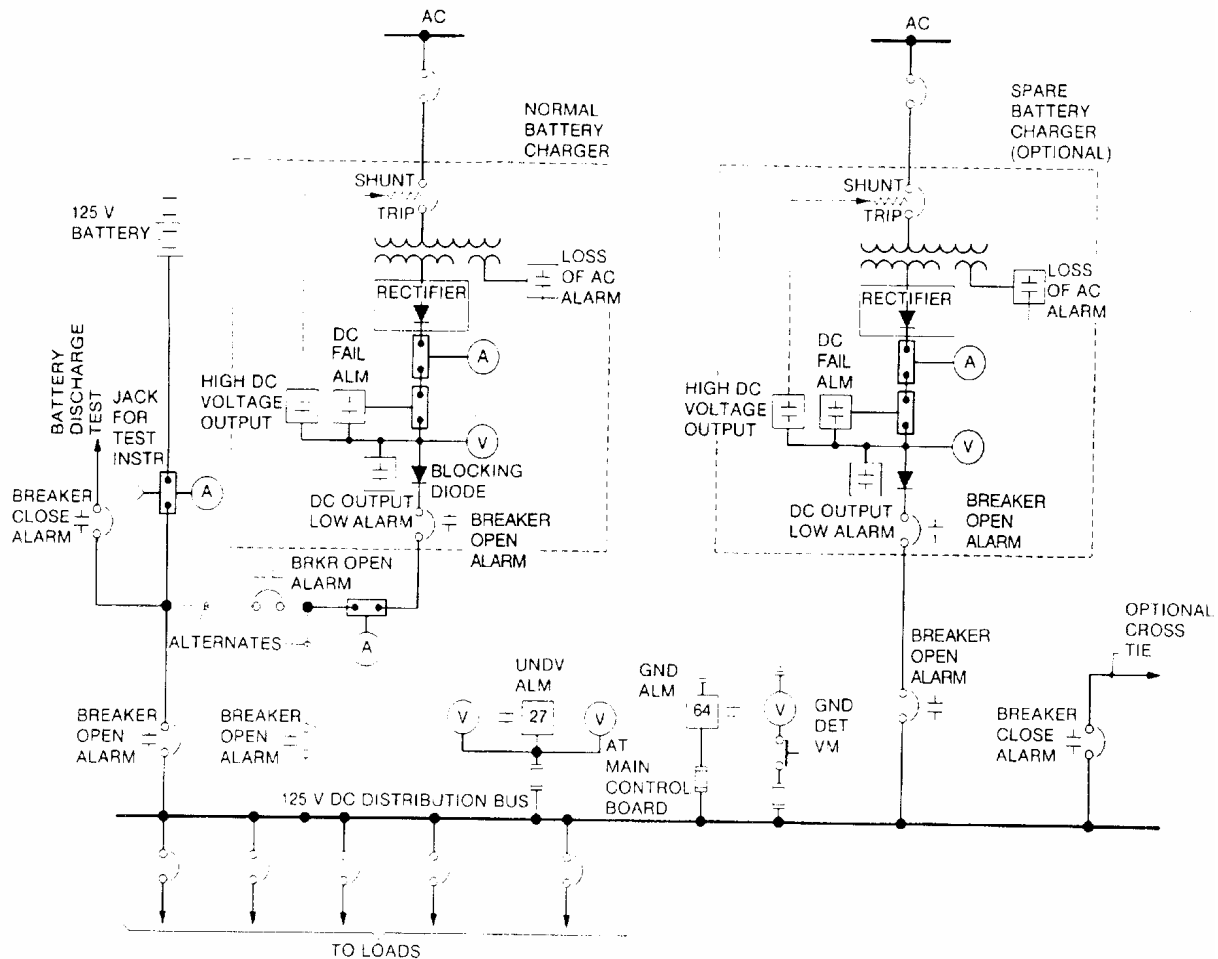 AC
AC
NORMAL
BATTERY
CHARGER
SPARE
BATTERY
CHARGER
(OPTIONAL)
SHUNT
TRIP
SHUNT
TRIP
125 V
BATTERY
LOSS
OF AC
ALARM
LOSS
OF AC
ALARM
RECTIFIER
RECTIFIER
DC
FAIL
ALM
A
DC
FAIL
ALM
A
HIGH DC
VOLTAGE
OUTPUT
HIGH DC
VOLTAGE
OUTPUT
V
V
BATTERY
DISCHARGE
TEST
JACK
FOR
TEST
INSTR
A
BLOCKING
DIODE
BREAKER
CLOSE
ALARM
DC OUTPUT
LOW ALARM
BREAKER
OPEN
ALARM
DC OUTPUT
LOW ALARM
BREAKER
OPEN
ALARM
BRKR OPEN
ALARM
ALTERNATES
A
OPTIONAL
CROSS
TIE
BREAKER
OPEN
ALARM
BREAKER
OPEN
ALARM
BREAKER
OPEN
ALARM
UNDV
ALM
V
27
V
AT
MAIN
CONTROL
BOARD
GND
ALM
64
V
GND
DET
VM
BREAKER
CLOSE
ALARM
125 V DC DISTRIBUTION BUS
TO LOADS